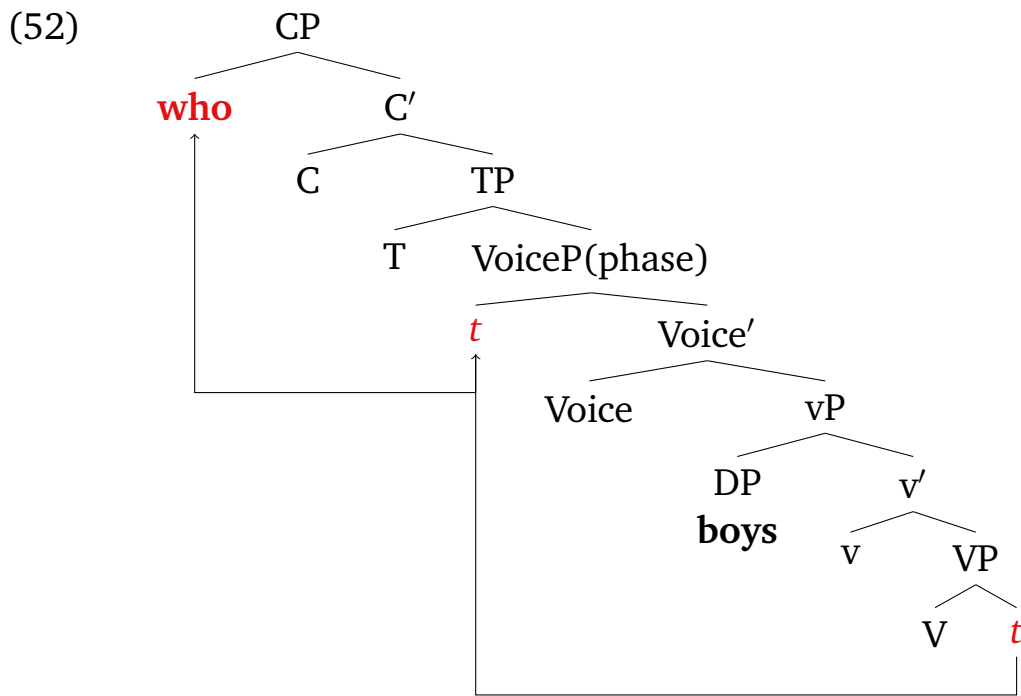 (52) CP
who C′
C TP
T VoiceP(phase)
t Voice′
Voice vP
DP v′
boys
v VP
V t